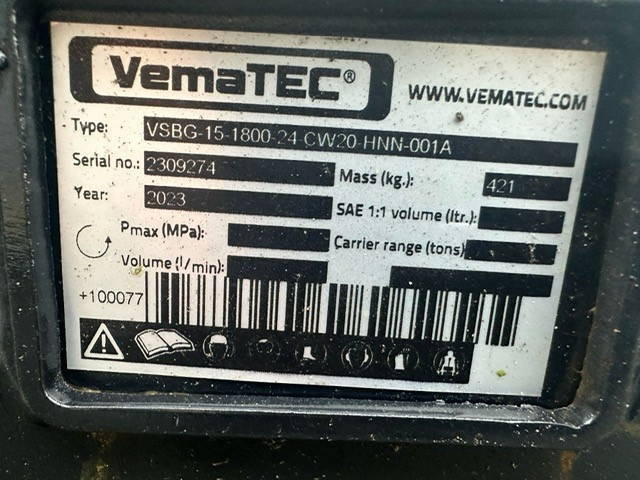 VemaTEC®
WWW.VEMATEC.COM
Type: VSBG-15-1800-24-CW20-HNN-001A
Serial no.: 2309274
Mass (kg.): 421
Year: 2023
SAE 1:1 volume (ltr.):
Pmax (MPa):
Carrier range (tons)
Volume (l/min):
+100077